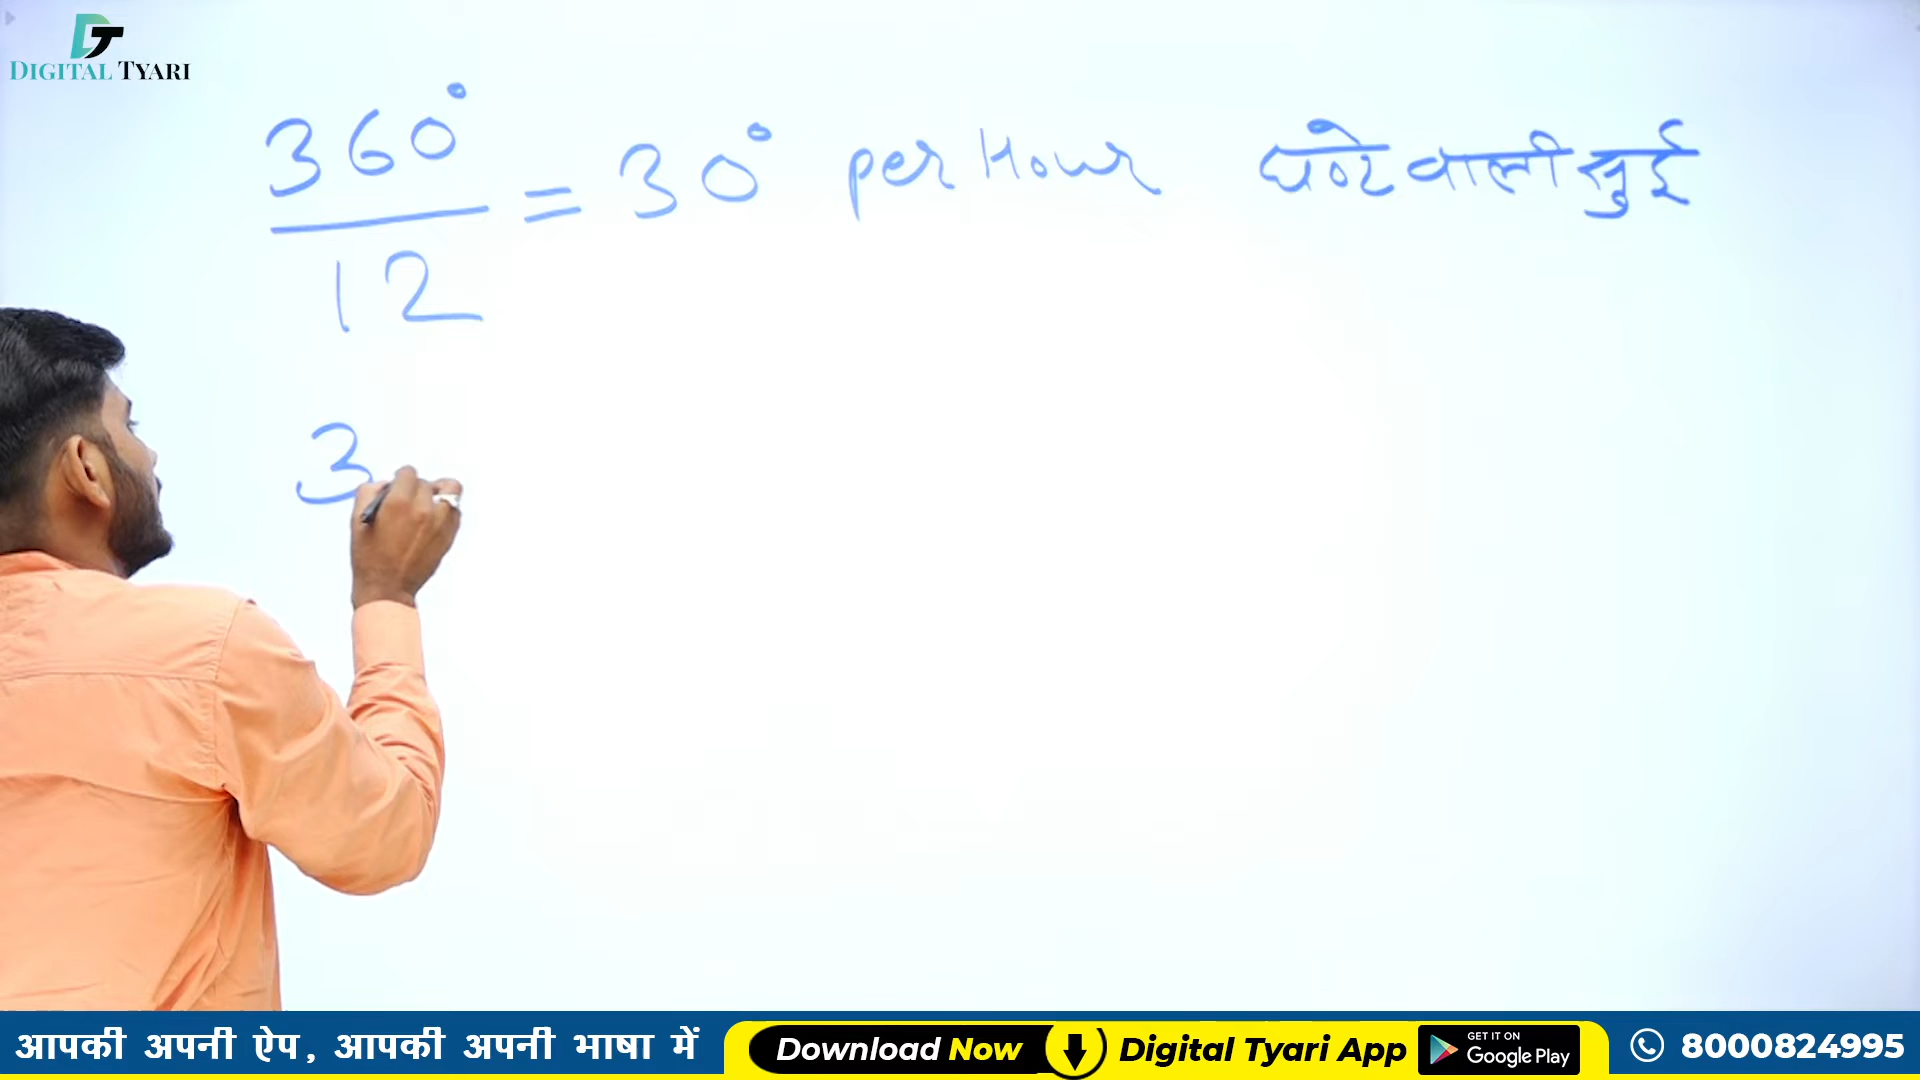 DT
DIGITAL TYARI
360°
12
= 30° per Hour घण्टे वाली सुई
3
आपकी अपनी ऐप, आपकी अपनी भाषा में
Download Now
Digital Tyari App
GET IT ON
Google Play
8000824995